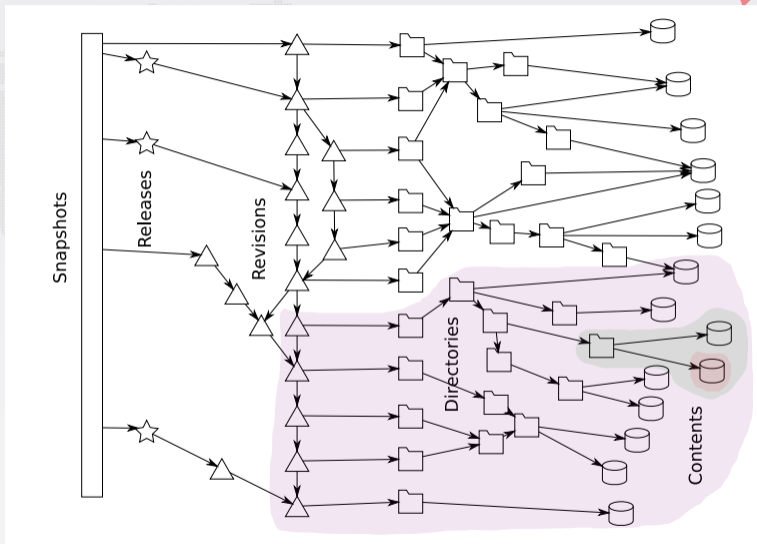 Snapshots
Releases
Revisions
Directories
Contents